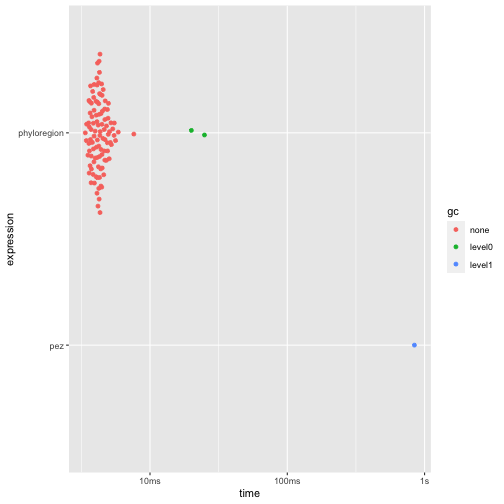 phyloregion
pez
expression
10ms
100ms
1s
time
gc
none
level0
level1